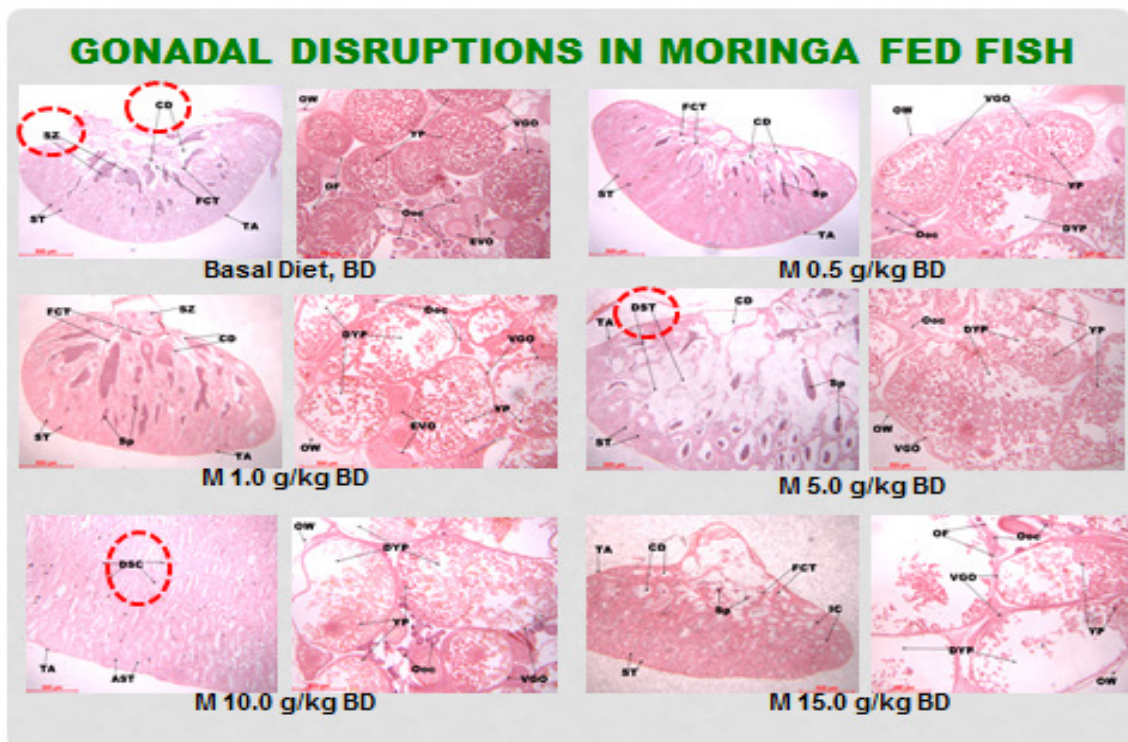 GONADAL DISRUPTIONS IN MORINGA FED FISH
CD
SZ
ST
FCT
TA
OW
YP
VGO
OF
Ooc
EVO
Basal Diet, BD
FCT
CD
ST
Sp
TA
VGO
OW
YP
Ooc
DYP
M 0.5 g/kg BD
SZ
FCT
CD
ST
Sp
TA
Ooc
DYP
VGO
YP
EVO
OW
M 1.0 g/kg BD
DST
CD
TA
Sp
ST
Ooc
DYP
YP
OW
VGO
M 5.0 g/kg BD
DSC
TA
AST
OW
DYP
YP
Ooc
VGO
M 10.0 g/kg BD
TA
CD
FCT
Sp
IC
ST
OF
Ooc
VGO
YP
DYP
OW
M 15.0 g/kg BD